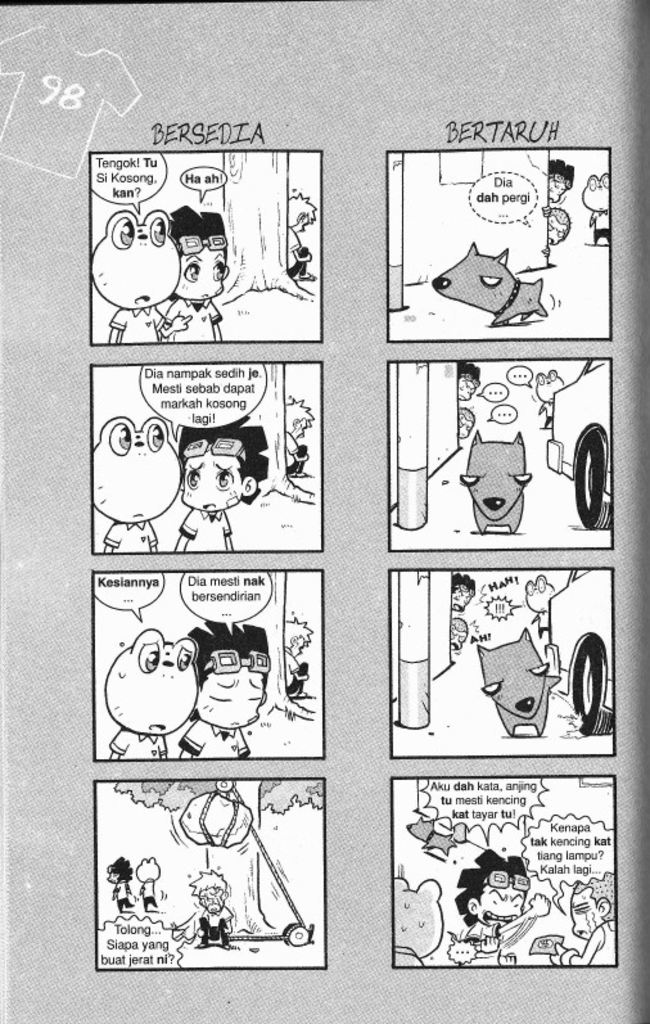 98
BERSEDIA
Tengok! Tu
Si Kosong,
kan?
Ha ah!
Dia nampak sedih je.
Mesti sebab dapat
markah kosong
lagi!
Kesiannya
...
Dia mesti nak
bersendirian
...
Tolong...
Siapa yang
buat jerat ni?
BERTARUH
Dia
dah pergi
...
...
...
...
HAH!
!!!
AH!
Aku dah kata, anjing
tu mesti kencing
kat tayar tu!
Kenapa
tak kencing kat
tiang lampu?
Kalah lagi...
...